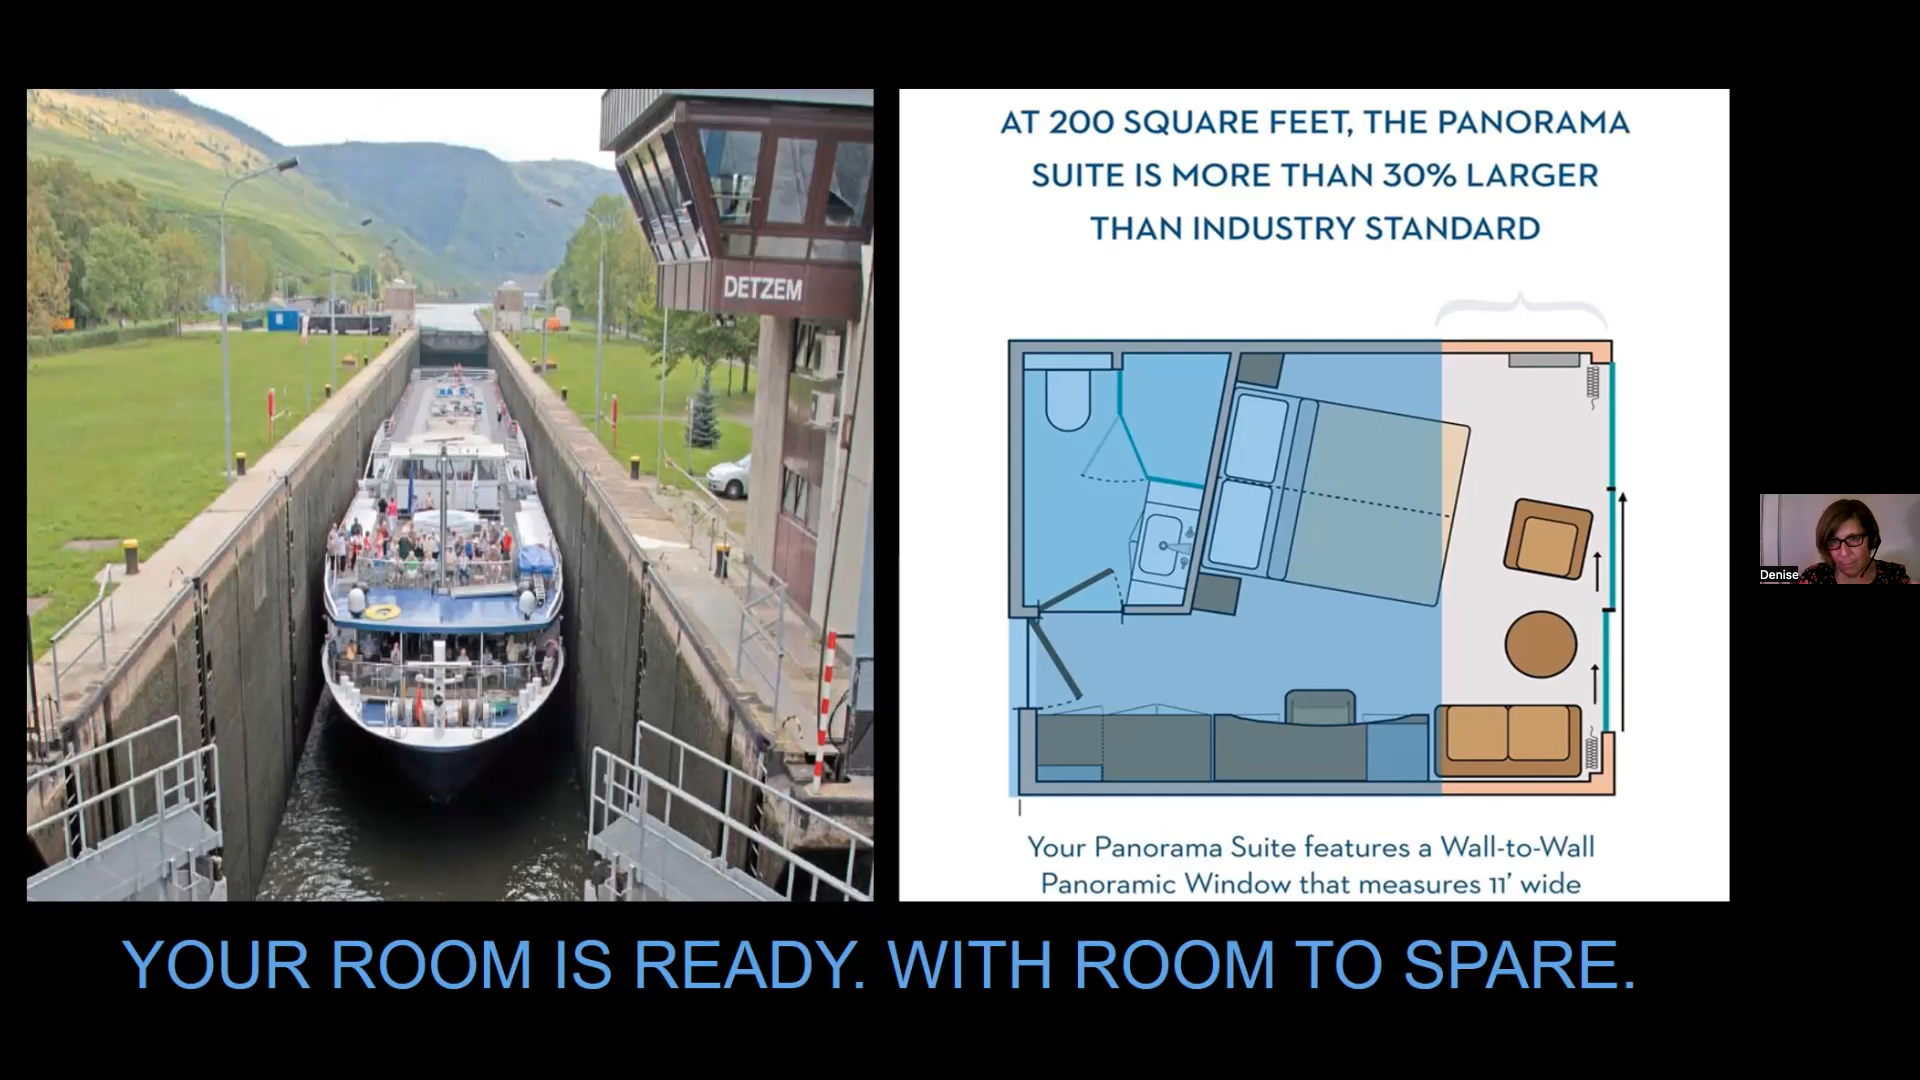 DETZEM
AT 200 SQUARE FEET, THE PANORAMA
SUITE IS MORE THAN 30% LARGER
THAN INDUSTRY STANDARD
Your Panorama Suite features a Wall-to-Wall
Panoramic Window that measures 11' wide
YOUR ROOM IS READY. WITH ROOM TO SPARE.
Denise